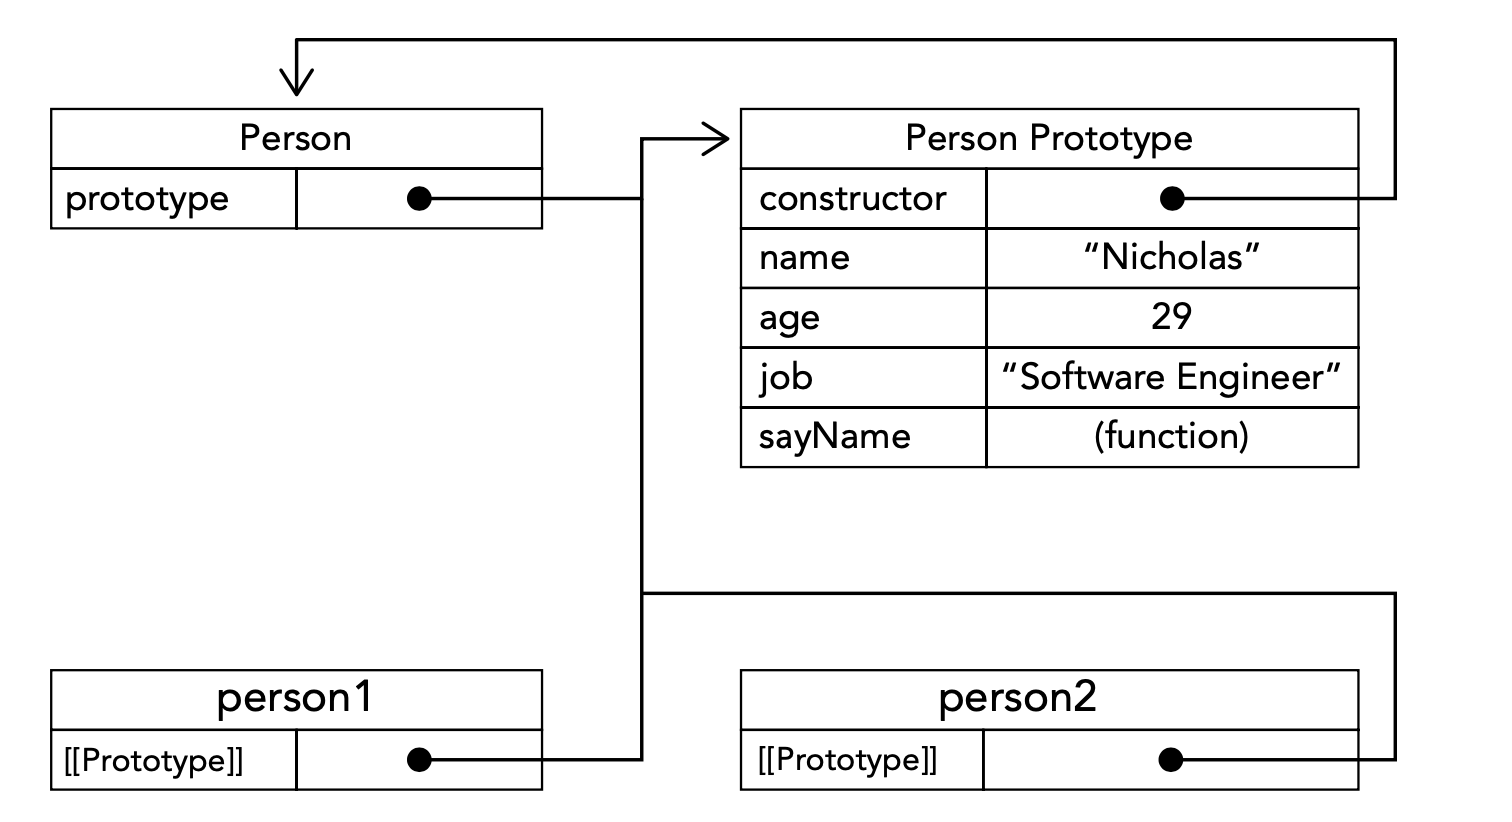 Person
prototype
Person Prototype
constructor
name “Nicholas”
age 29
job “Software Engineer”
sayName (function)
person1
[[Prototype]]
person2
[[Prototype]]